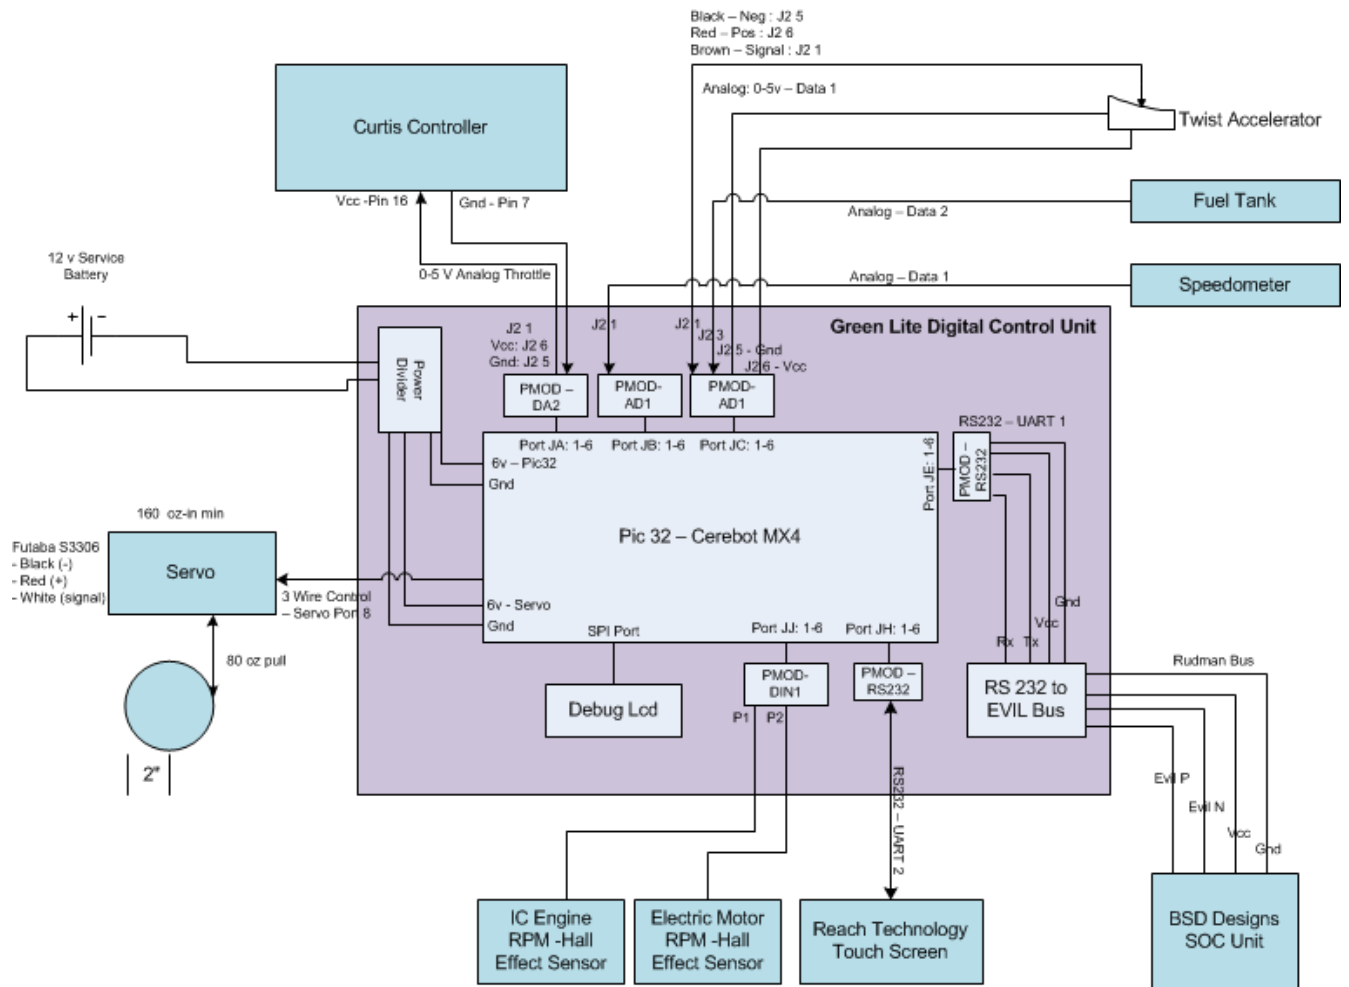 Black – Neg : J2 5
Red – Pos : J2 6
Brown – Signal : J2 1
Analog: 0-5v – Data 1
Twist Accelerator
Curtis Controller
Vcc -Pin 16
Gnd - Pin 7
Fuel Tank
Analog – Data 2
12 v Service
Battery
+
–
0-5 V Analog Throttle
Analog – Data 1
Speedometer
Green Lite Digital Control Unit
J2 1
Vcc: J2 6
Gnd: J2 5
J2 1
J2 1
J2 3
J2 5 - Gnd
J2 6 - Vcc
Power
Divider
PMOD –
DA2
PMOD-
AD1
PMOD-
AD1
RS232 – UART 1
Port JA: 1-6
Port JB: 1-6
Port JC: 1-6
Port JE: 1-6
PMOD –
RS232
6v – Pic32
Gnd
Pic 32 – Cerebot MX4
160 oz-in min
Futaba S3306
- Black (-)
- Red (+)
- White (signal)
Servo
3 Wire Control
– Servo Port 8
6v - Servo
Gnd
SPI Port
Port JJ: 1-6
Port JH: 1-6
Rx
Tx
Vcc
Gnd
80 oz pull
2"
Debug Lcd
PMOD-
DIN1
P1
P2
PMOD –
RS232
RS 232 to
EVIL Bus
Rudman Bus
Evil P
Evil N
Vcc
Gnd
RS232 – UART 2
IC Engine
RPM -Hall
Effect Sensor
Electric Motor
RPM -Hall
Effect Sensor
Reach Technology
Touch Screen
BSD Designs
SOC Unit